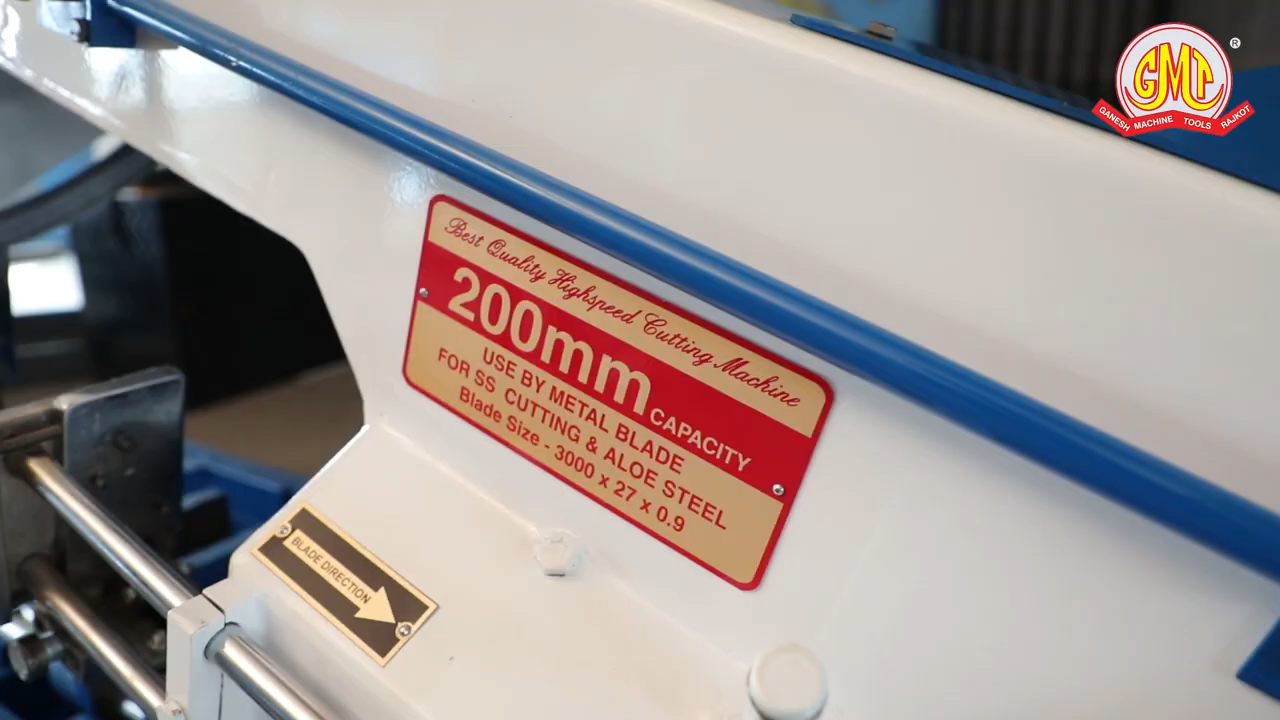 GMT
®
GANESH MACHINE TOOLS RAJKOT
Best Quality Highspeed Cutting Machine
200mm CAPACITY
USE BY METAL BLADE
FOR SS CUTTING & ALOE STEEL
Blade Size - 3000 x 27 x 0.9
BLADE DIRECTION